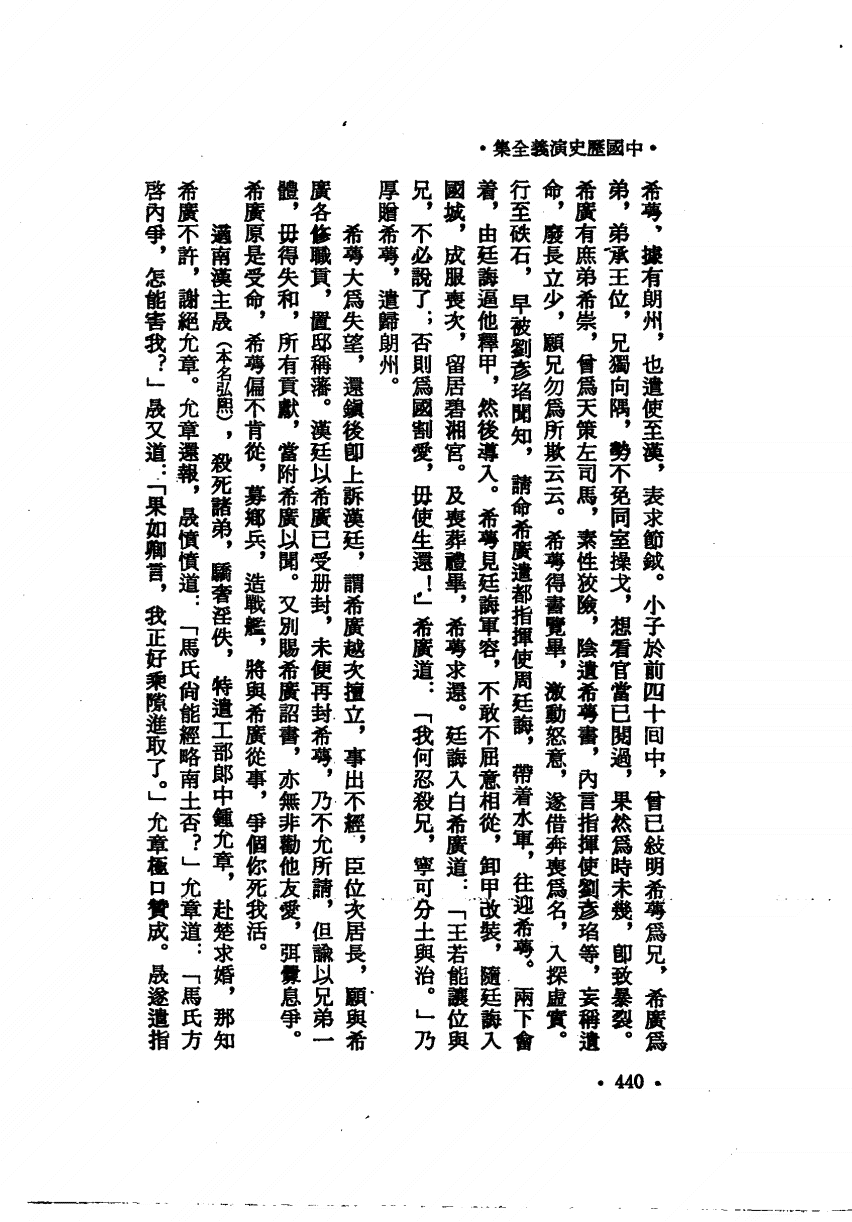 ·中國歷史演義全集·
希蕚，據有朗州，也遣使至漢，表求節鉞。小子於前四十回中，曾已敍明希蕚爲兄，希廣爲
弟，弟承王位，兄獨向隅，勢不免同室操戈，想看官當已閱過，果然爲時未幾，卽致暴裂。
希廣有庶弟希崇，曾爲天策左司馬，素性狡險，陰遺希蕚書，內言指揮使劉彥瑫等，妄稱遺
命，廢長立少，願兄勿爲所欺云云。希蕚得書覽畢，激動怒意，遂借奔喪爲名，入探虛實。
行至砆石，早被劉彥瑫聞知，請命希廣遣都指揮使周廷誨，帶着水軍，往迎希蕚。兩下會
着，由廷誨逼他釋甲，然後導入。希蕚見廷誨軍容，不敢不屈意相從，卸甲改裝，隨廷誨入
國城，成服喪次，留居碧湘宮。及喪葬禮畢，希蕚求還。廷誨入白希廣道：「王若能讓位與
兄，不必說了；否則爲國割愛，毋使生還！」希廣道：「我何忍殺兄，寧可分土與治。」乃
厚贈希蕚，遣歸朗州。
希蕚大爲失望，還鎮後卽上訴漢廷，謂希廣越次擅立，事出不經，臣位次居長，願與希
廣各修職貢，置邸稱藩。漢廷以希廣已受册封，未便再封希蕚，乃不允所請，但諭以兄弟一
體，毋得失和，所有貢獻，當附希廣以聞。又別賜希廣詔書，亦無非勸他友愛，弭釁息爭。
希廣原是受命，希蕚偏不肯從，募鄉兵，造戰艦，將與希廣從事，爭個你死我活。
適南漢主晟（本名弘熙），殺死諸弟，驕奢淫佚，特遣工部郎中鍾允章，赴楚求婚，那知
希廣不許，謝絕允章。允章還報，晟憤憤道：「馬氏尙能經略南土否？」允章道：「馬氏方
啓內爭，怎能害我？」晟又道：「果如卿言，我正好乘隙進取了。」允章極口贊成。晟遂遣指
·440·